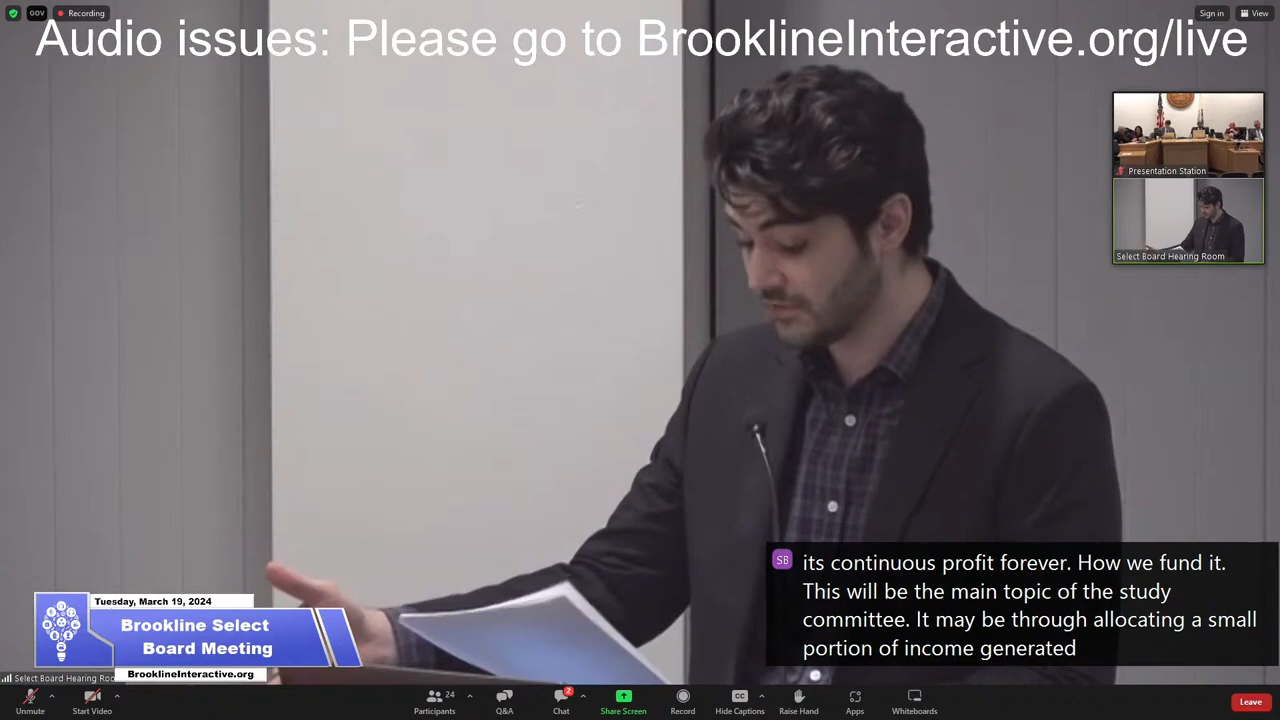 GOV
Recording
Sign in
View
Audio issues: Please go to BrooklineInteractive.org/live
Presentation Station
Select Board Hearing Room
SB
its continuous profit forever. How we fund it.
This will be the main topic of the study
committee. It may be through allocating a small
portion of income generated
Tuesday, March 19, 2024
Brookline Select
Board Meeting
BrooklineInteractive.org
Select Board Hearing Roo
Unmute
Start Video
24
Participants
Q&A
2
Chat
Share Screen
Record
CC
Hide Captions
Raise Hand
Apps
Whiteboards
Leave